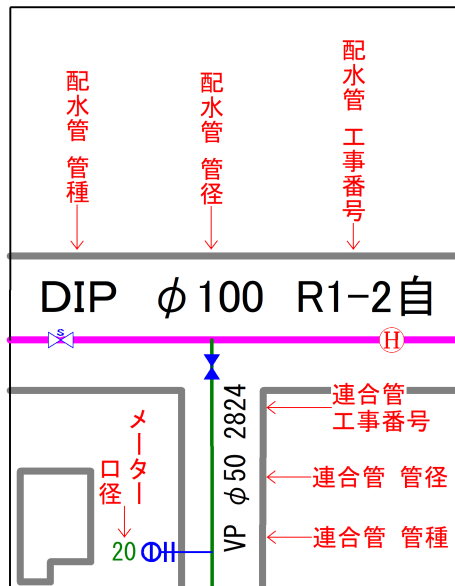 配水管 管種
配水管 管径
配水管 工事番号
DIP φ100 R1-2自
S
H
VP φ50 2824
連合管
工事番号
連合管 管径
連合管 管種
メーター
口径
20